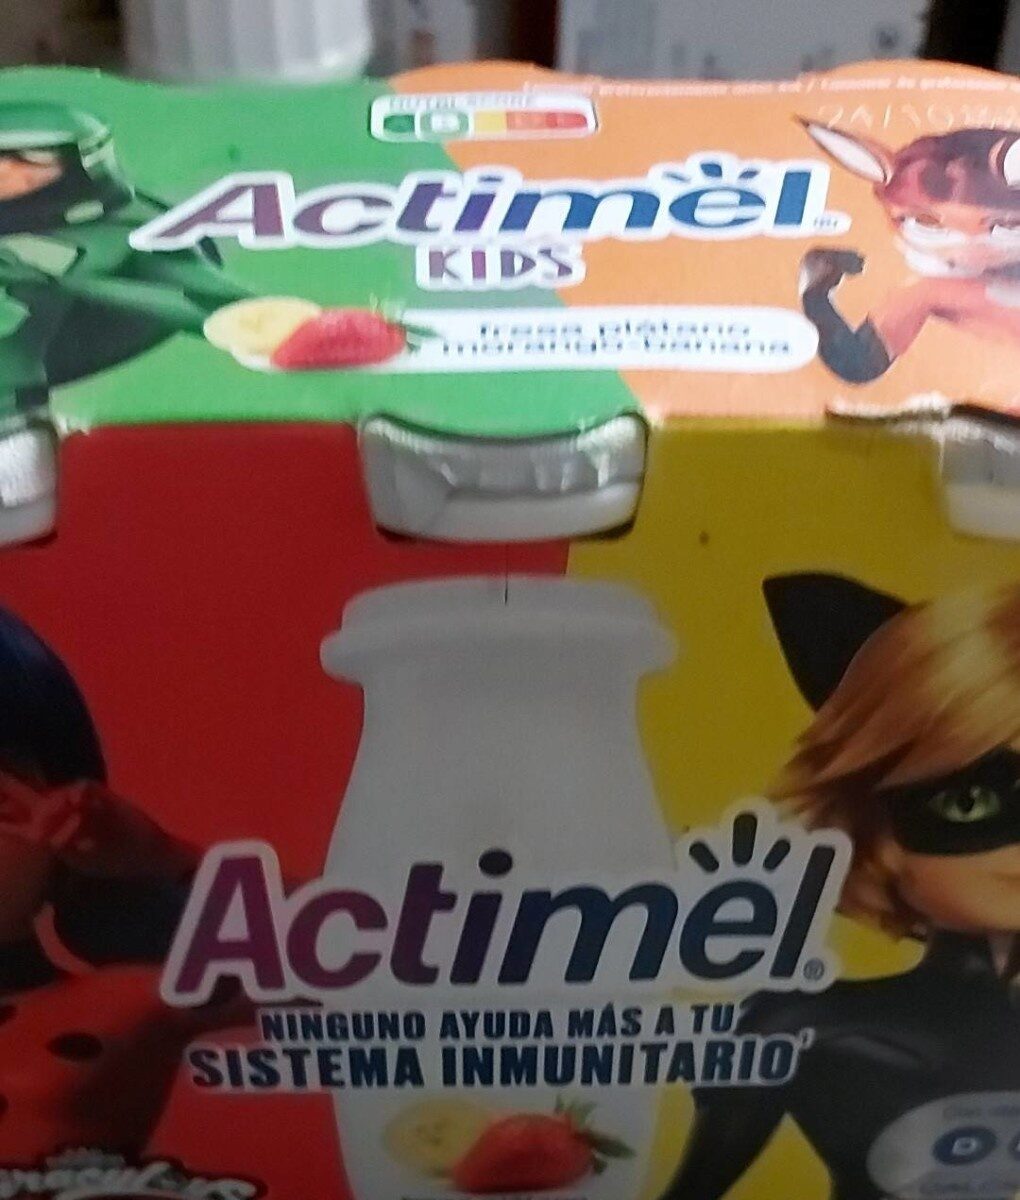 NUTRI-SCORE
Actimel
KIDS
fresa plátano
morango-banana
Actimel®
NINGUNO AYUDA MÁS A TU
SISTEMA INMUNITARIO
D